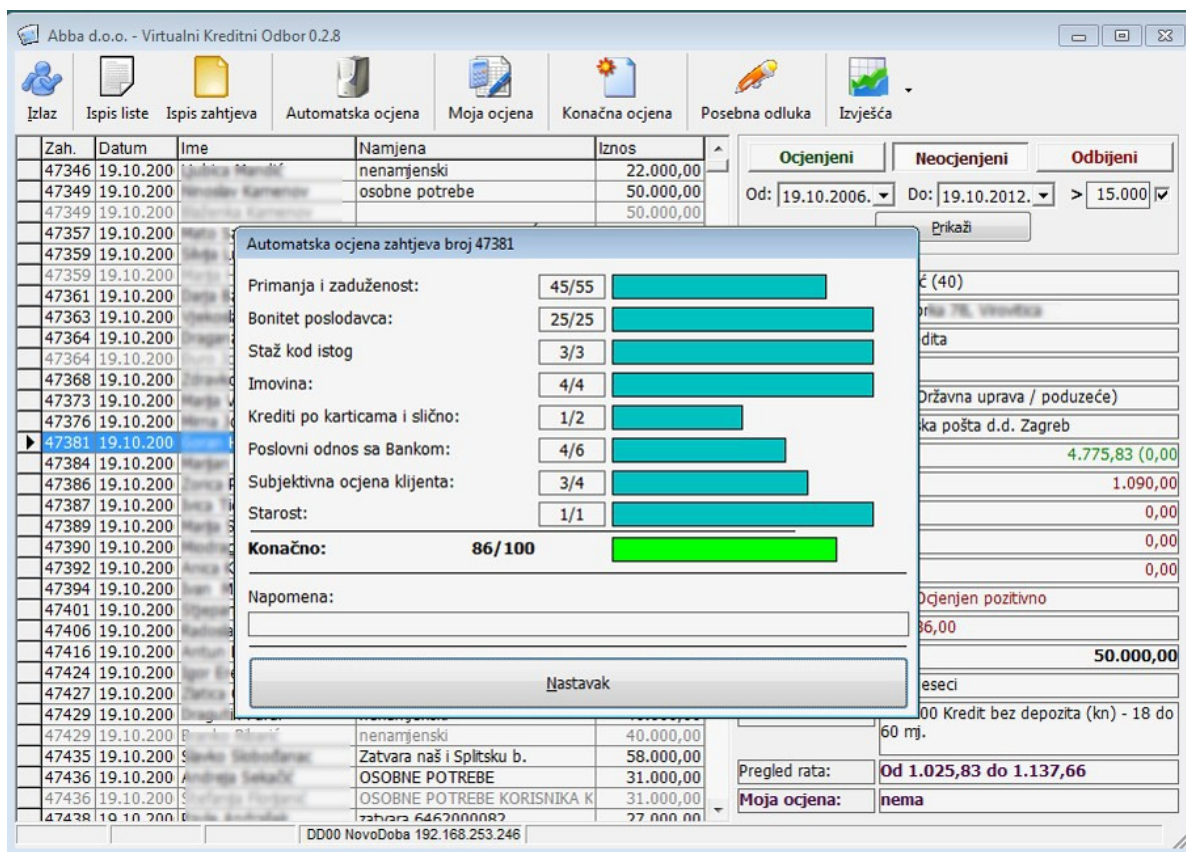 Abba d.o.o. - Virtualni Kreditni Odbor 0.2.8
Izlaz Ispis liste Ispis zahtjeva Automatska ocjena Moja ocjena Konačna ocjena Posebna odluka Izvješća
Zah. Datum Ime Namjena Iznos
47346 19.10.200 nenamjenski 22.000,00
47349 19.10.200 osobne potrebe 50.000,00
47349 19.10.200 50.000,00
47357 19.10.200
47359 19.10.200
47359 19.10.200
47361 19.10.200
47363 19.10.200
47364 19.10.200
47364 19.10.200
47368 19.10.200
47373 19.10.200
47376 19.10.200
47381 19.10.200
47384 19.10.200
47386 19.10.200
47387 19.10.200
47389 19.10.200
47390 19.10.200
47392 19.10.200
47394 19.10.200
47401 19.10.200
47406 19.10.200
47416 19.10.200
47424 19.10.200
47427 19.10.200
47429 19.10.200
47429 19.10.200 nenamjenski 40.000,00
47435 19.10.200 Zatvara naš i Splitsku b. 58.000,00
47436 19.10.200 OSOBNE POTREBE 31.000,00
47436 19.10.200 OSOBNE POTREBE KORISNIKA K 31.000,00
47438 19.10.200 zatvara 6462000082 27.000,00
DD00 NovoDoba 192.168.253.246
Automatska ocjena zahtjeva broj 47381
Primanja i zaduženost: 45/55
Bonitet poslodavca: 25/25
Staž kod istog 3/3
Imovina: 4/4
Krediti po karticama i slično: 1/2
Poslovni odnos sa Bankom: 4/6
Subjektivna ocjena klijenta: 3/4
Starost: 1/1
Konačno: 86/100
Napomena:
Nastavak
Ocjenjeni Neocjenjeni Odbijeni
Od: 19.10.2006. Do: 19.10.2012. > 15.000
Prikaži
ć (40)
dita
Državna uprava / poduzeće)
ka pošta d.d. Zagreb
4.775,83 (0,00
1.090,00
0,00
0,00
0,00
Ocjenjen pozitivno
86,00
50.000,00
eseci
00 Kredit bez depozita (kn) - 18 do
60 mj.
Pregled rata: Od 1.025,83 do 1.137,66
Moja ocjena: nema